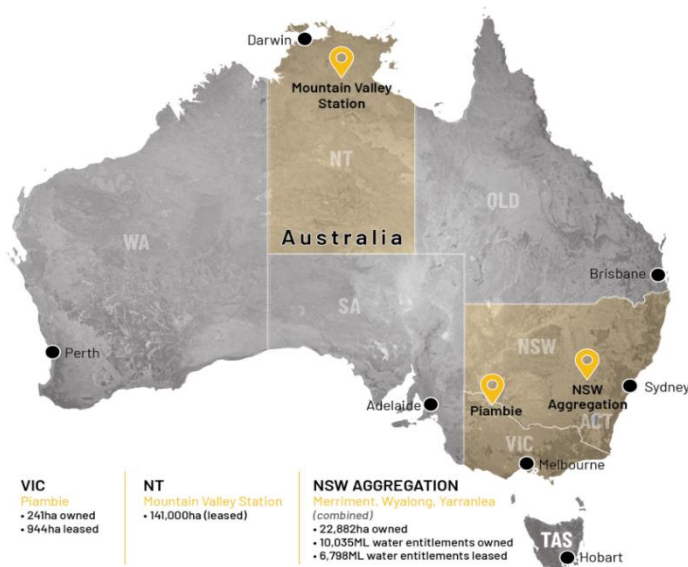 Darwin
Mountain Valley
Station
NT
QLD
WA
Australia
Brisbane
SA
NSW
Perth
NSW
Aggregation
Sydney
Piambie
Adelaide
ACT
VIC
Melbourne
VIC
Piambie
• 241ha owned
• 944ha leased
NT
Mountain Valley Station
• 141,000ha (leased)
NSW AGGREGATION
Merriment, Wyalong, Yarranlea
(combined)
• 22,882ha owned
• 10,035ML water entitlements owned
• 6,798ML water entitlements leased
TAS
Hobart